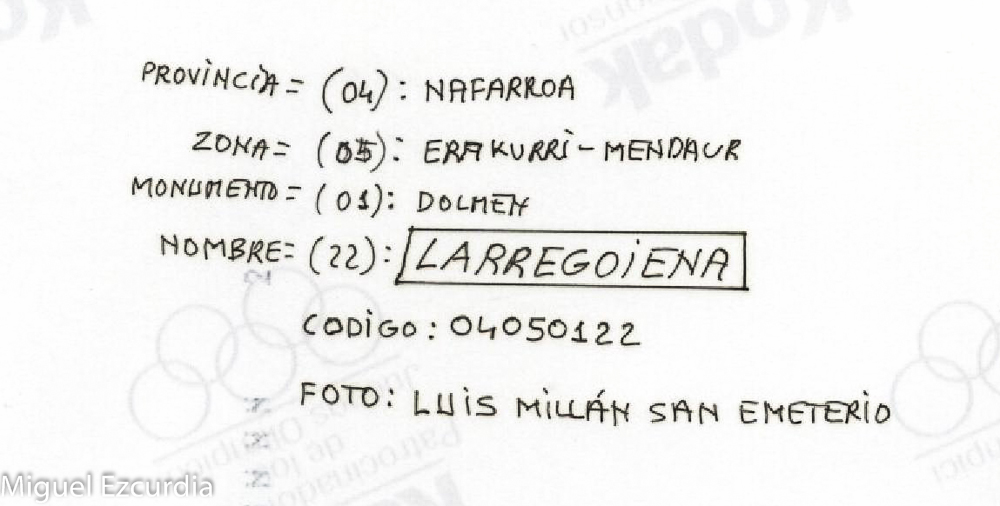 PROVINCIA = (04): NAFARROA
ZONA = (05): ERAKURRI - MENDAUR
MONUMENTO = (01): DOLMEN
NOMBRE = (22): LARREGOIENA
CODIGO: 04050122
FOTO: LUIS MILLÁN SAN EMETERIO
Miguel Ezcurdia